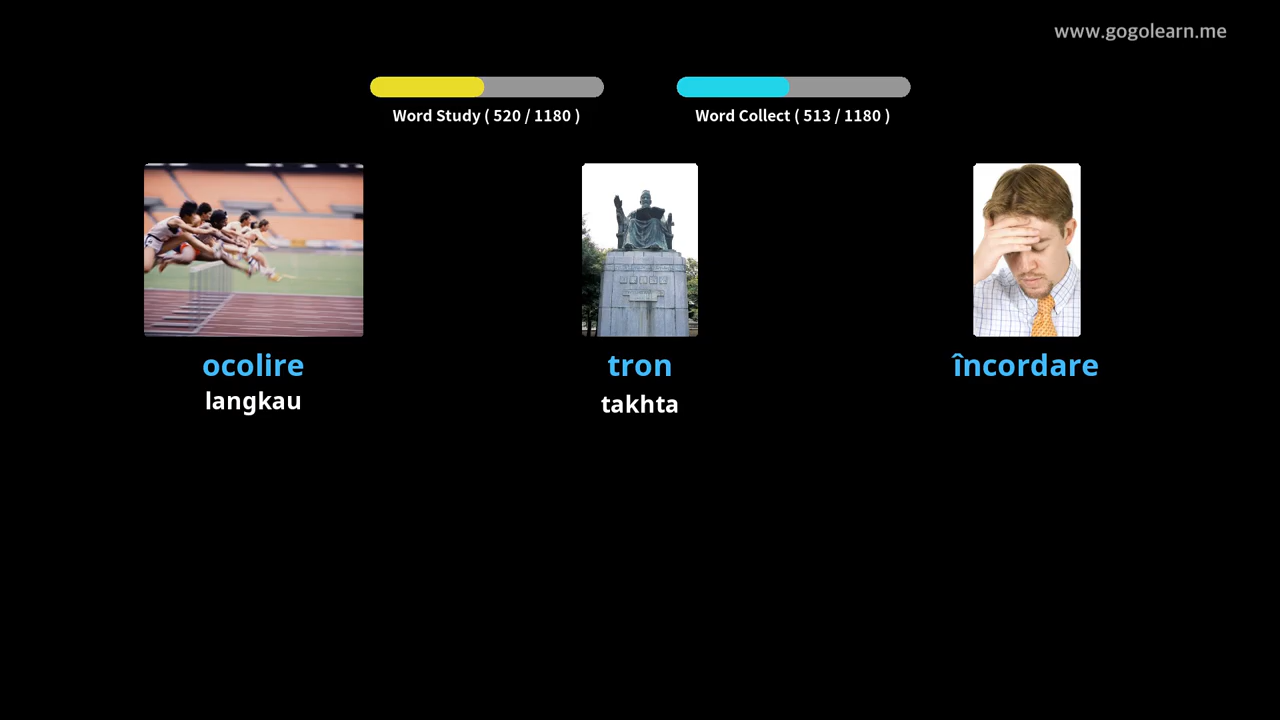 www.gogolearn.me
Word Study ( 520 / 1180 )
Word Collect ( 513 / 1180 )
ocolire
langkau
tron
takhta
încordare